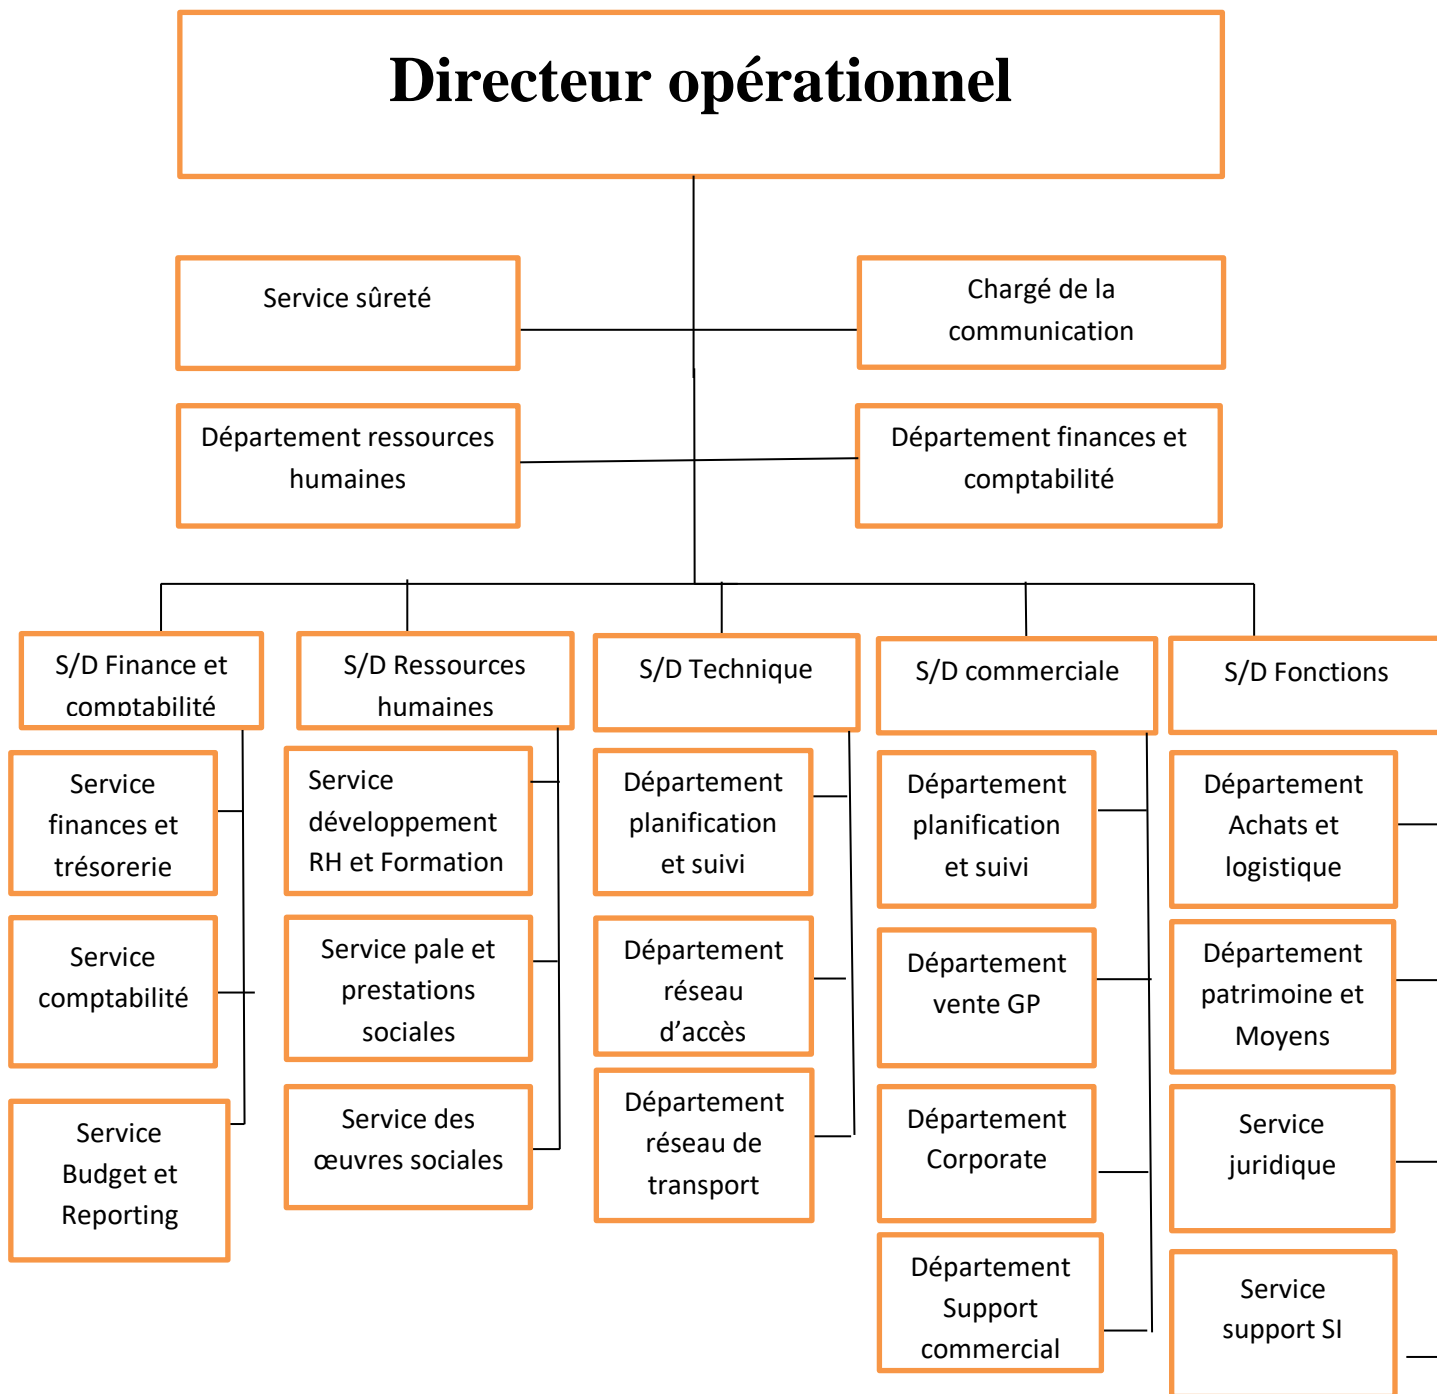 Directeur opérationnel
Service sûreté
Chargé de la
communication
Département ressources
humaines
Département finances et
comptabilité
S/D Finance et
comptabilité
S/D Ressources
humaines
S/D Technique
S/D commerciale
S/D Fonctions
Service
finances et
trésorerie
Service
comptabilité
Service
Budget et
Reporting
Service
développement
RH et Formation
Service pale et
prestations
sociales
Service des
œuvres sociales
Département
planification
et suivi
Département
réseau
d’accès
Département
réseau de
transport
Département
planification
et suivi
Département
vente GP
Département
Corporate
Département
Support
commercial
Département
Achats et
logistique
Département
patrimoine et
Moyens
Service
juridique
Service
support SI